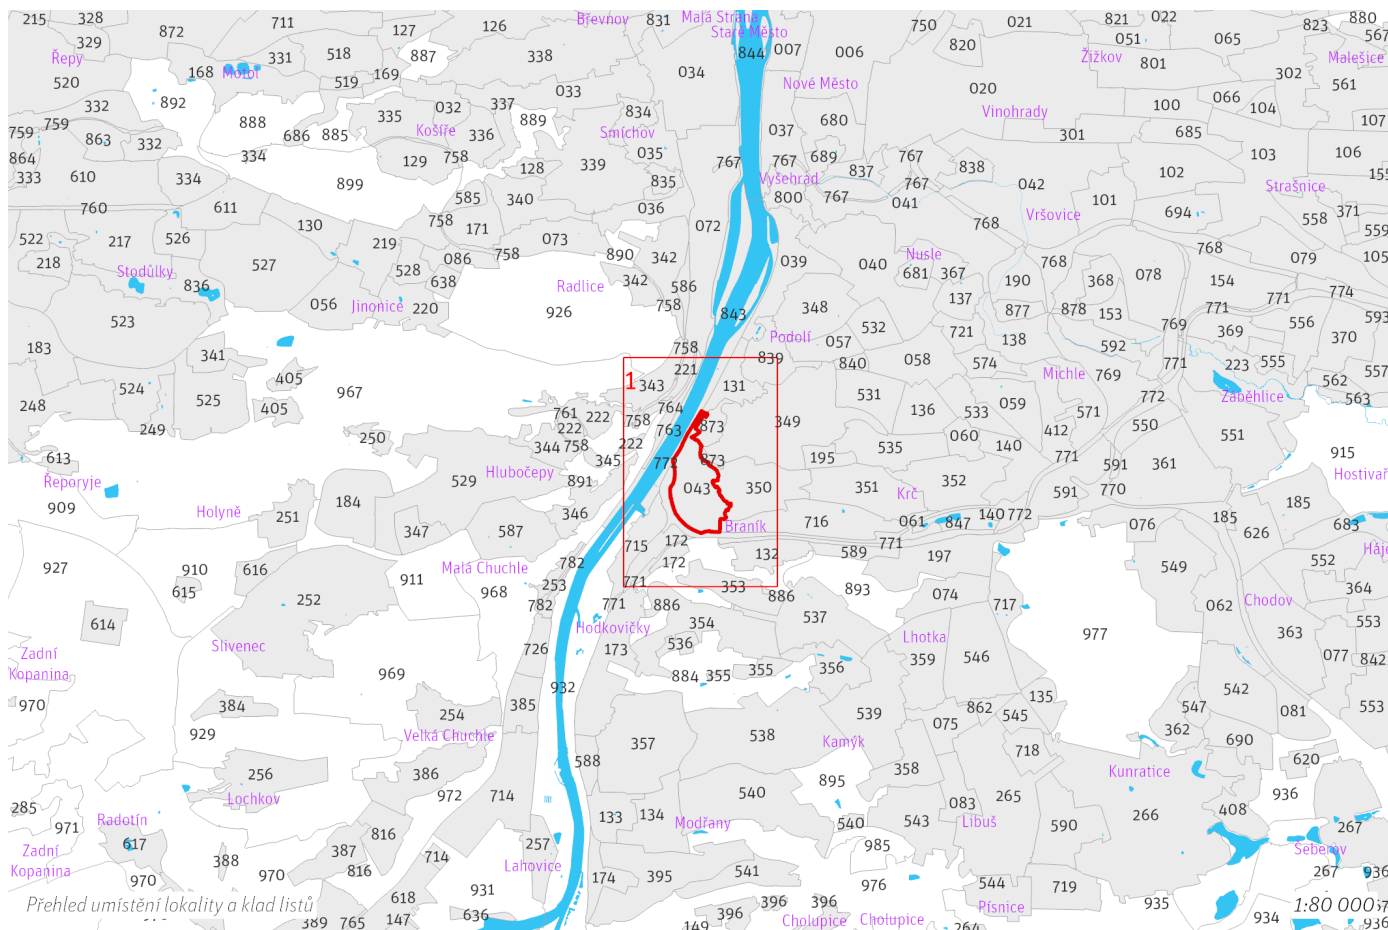 215 328 872 711 127 126 Břevnov 831 Malá Strana 750 021 821 022 880
329 331 518 887 338 Staré Město 844 007 006 820 Žižkov 051 065 823 567
Řepy 168 Motol 519 169 034 801 302 Malešice
520 892 033 Nové Město 020 561
332 888 335 032 337 889 834 680 Vinohrady 100 066 104 107
759 759 863 332 686 885 Košíře 336 Smíchov 037 301 685
864 334 129 758 128 339 035 767 767 689 837 767 838 103 106
333 610 334 899 835 Vyšehrad 767 042 102 Strašnice 155
760 611 585 340 036 800 767 041 101 694 371
522 217 526 130 758 171 073 072 768 Vršovice 558 559
218 Stodůlky 527 219 086 758 890 342 039 040 Nusle 768 768 079 105
836 528 638 Radlice 342 586 681 367 190 368 078 154
523 056 Jinonice 220 926 758 843 348 137 877 878 153 771 771 774
183 341 758 Podolí 057 532 721 138 592 769 369 556 370 593
405 221 839 840 058 574 771 223 555 557
248 524 525 405 967 1 343 131 531 Michle 769 772 Záběhlice 562 563
249 250 761 222 758 764 873 349 136 533 059 571 550 551
613 222 344 758 222 763 535 060 140 412 771 915
Řeporyje 529 Hlubočepy 345 772 873 195 591 361 Hostivař
909 184 891 043 350 351 Krč 352 591 770 185
Holyně 251 347 587 346 Braník 716 061 847 140 772 076 185 626 683
927 910 616 Malá Chuchle 782 715 172 132 589 771 197 549 552 Háje
615 252 911 968 253 771 172 353 886 893 074 717 062 Chodov 364
614 782 771 886 354 537 977 363 553
Zadní Slivenec 726 Hodkovičky 173 536 Lhotka 359 546 077 842
Kopanina 969 932 884 355 355 356 542
970 384 254 385 539 862 135 547 081 553
929 Velká Chuchle 357 538 Kamýk 075 545 362 690
256 386 588 895 358 718 Kunratice 620
285 Lochkov 972 714 540 083 265 936
971 Radotín 816 133 134 Modřany 540 543 Libuš 590 266 408 267
Zadní 617 387 714 257 985 Šeberov
Kopanina 388 816 Lahovice 541 267 936
970 970 931 174 395 976 544 719 935
Přehled umístění lokality a klad listů 618 636 396 396 396 Písnice 1:80 000
389 765 147 149 Cholupice Cholupice 264 934 936